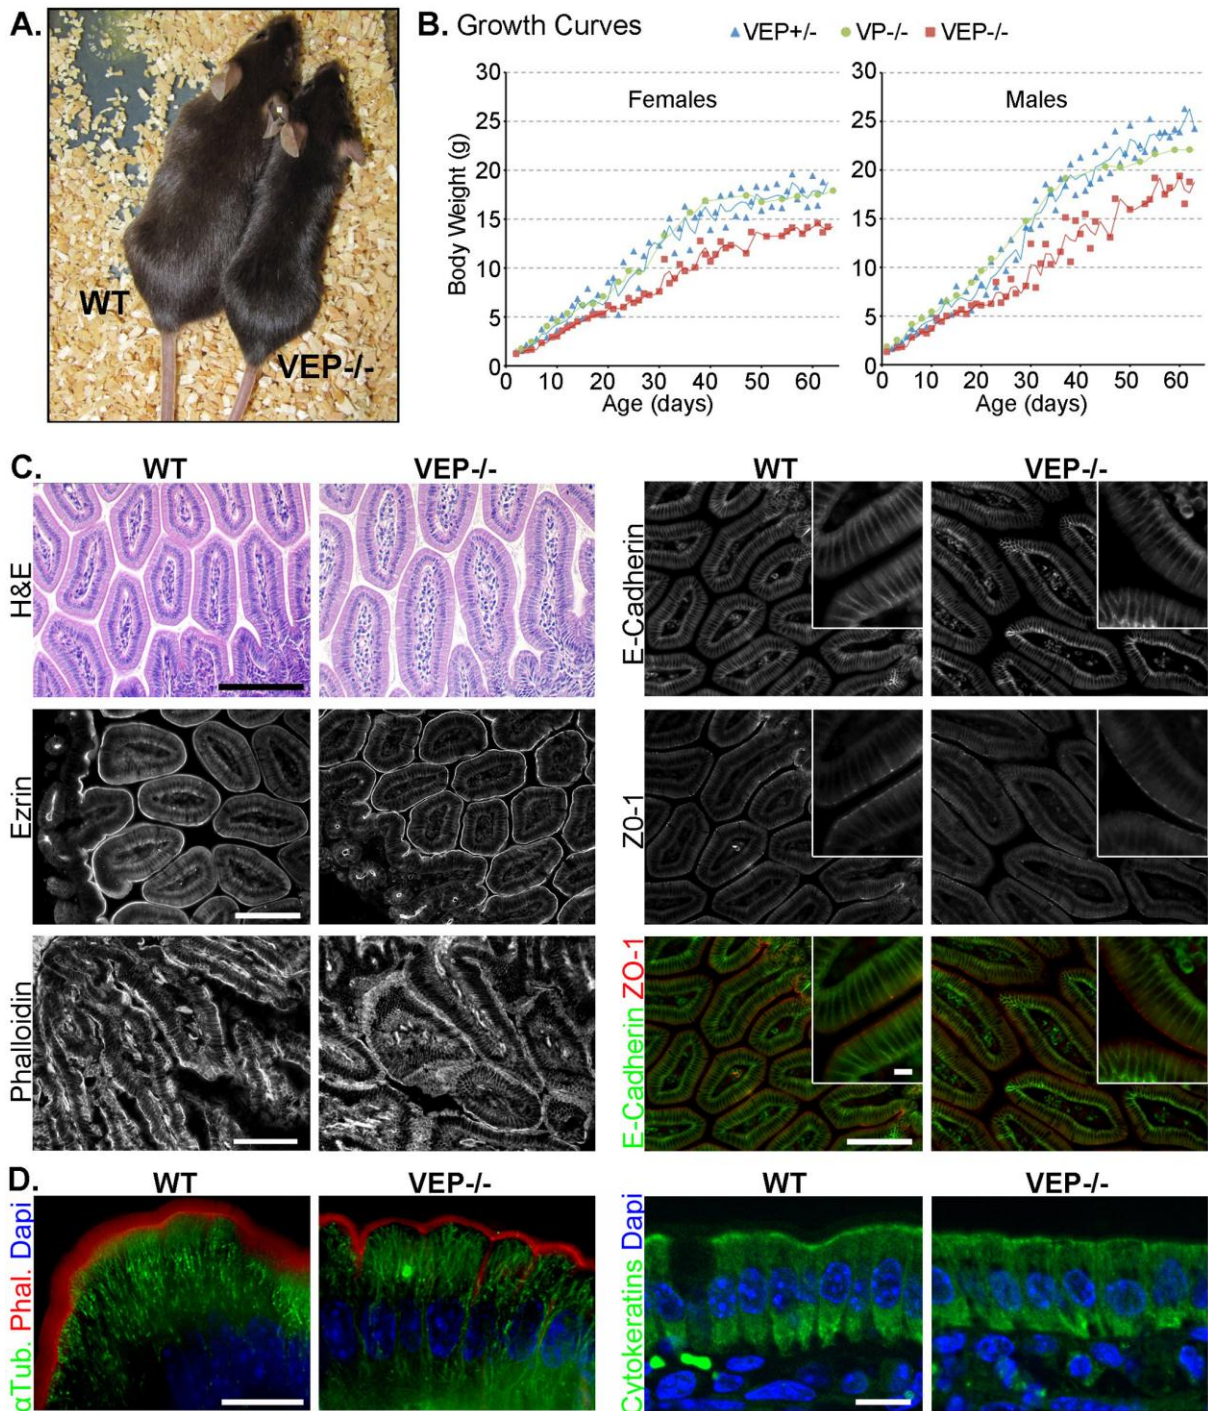 A.
WT
VEP-/-
B. Growth Curves
VEP+/- VP-/- VEP-/-
Females
Males
30
25
20
15
10
5
0
Body Weight (g)
0 10 20 30 40 50 60
Age (days)
30
25
20
15
10
5
0
0 10 20 30 40 50 60
Age (days)
C.
WT VEP-/- WT VEP-/-
H&E
E-Cadherin
Ezrin
Z0-1
Phalloidin
E-Cadherin ZO-1
D.
WT VEP-/- WT VEP-/-
αTub. Phal. Dapi
Cytokeratins Dapi